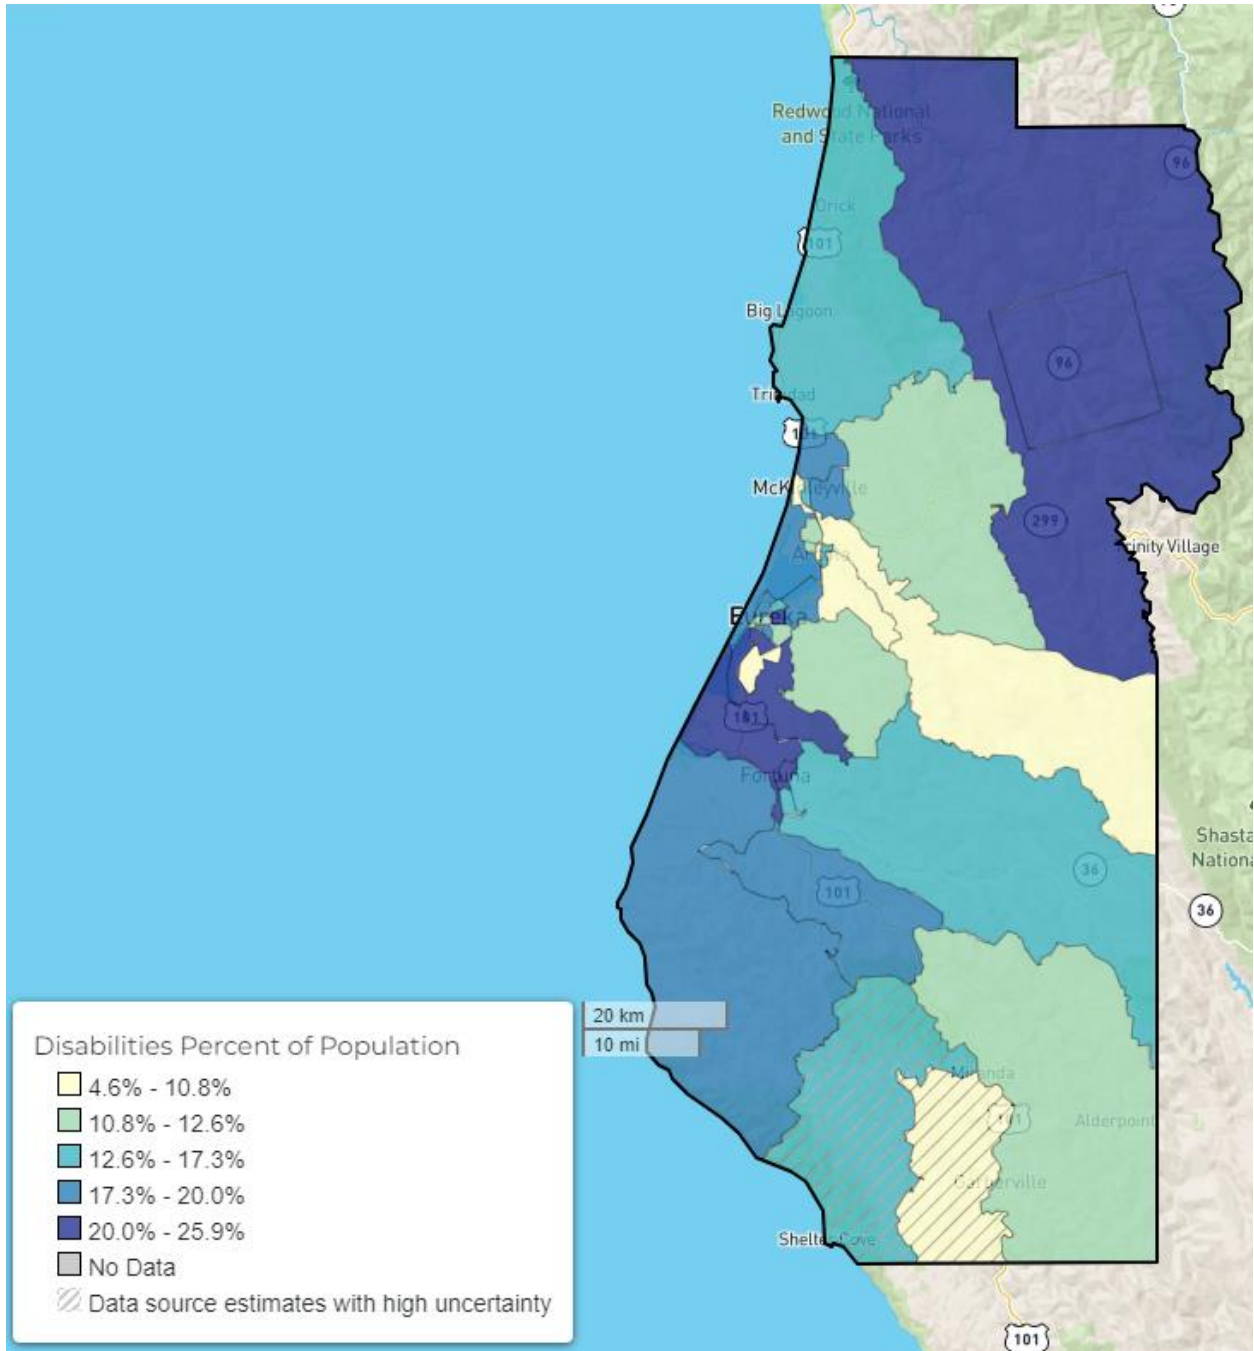 Redwood National
and State Parks
96
Orick
101
Big Lagoon
96
Trinidad
101
McKinleyville
299
Trinity Village
Arcata
Eureka
101
Fortuna
Shasta
Nationa
36
101
36
20 km
10 mi
Miranda
101
Alderpoint
Garberville
Shelter Cove
101
Disabilities Percent of Population
4.6% - 10.8%
10.8% - 12.6%
12.6% - 17.3%
17.3% - 20.0%
20.0% - 25.9%
No Data
Data source estimates with high uncertainty